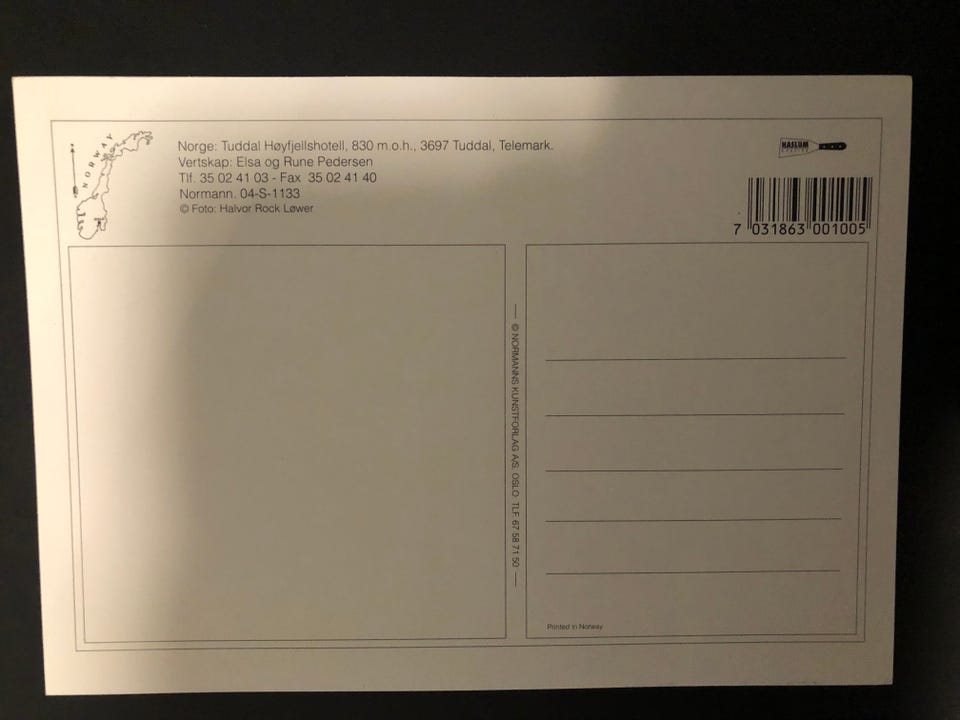 NORWAY
Norge: Tuddal Høyfjellshotell, 830 m.o.h., 3697 Tuddal, Telemark.
Vertskap: Elsa og Rune Pedersen
Tlf. 35 02 41 03 - Fax 35 02 41 40
Normann. 04-S-1133
© Foto: Halvor Rock Løwer
HASLUM
7 031863 001005
© NORMANNS KUNSTFORLAG A/S. OSLO TLF 67 58 71 50
Printed in Norway